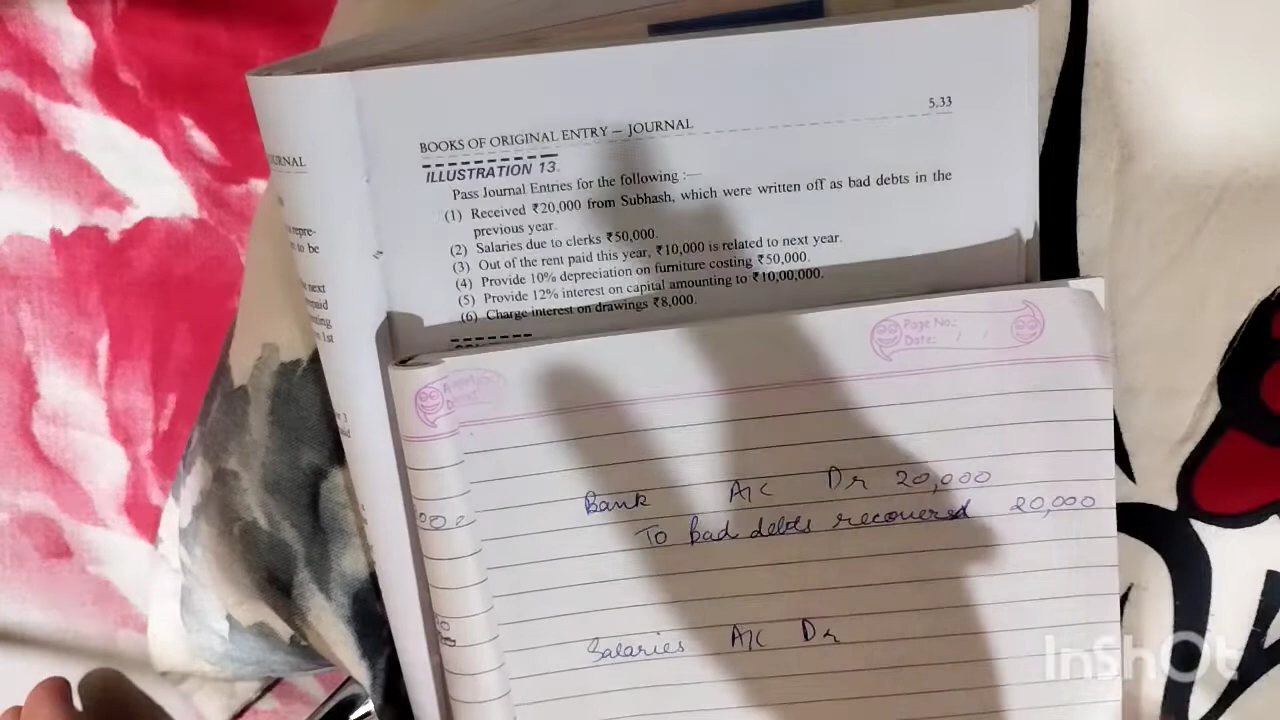 5.33
BOOKS OF ORIGINAL ENTRY – JOURNAL
ILLUSTRATION 13.
Pass Journal Entries for the following :—
(1) Received ₹20,000 from Subhash, which were written off as bad debts in the
previous year.
(2) Salaries due to clerks ₹50,000.
(3) Out of the rent paid this year, ₹10,000 is related to next year.
(4) Provide 10% depreciation on furniture costing ₹50,000.
(5) Provide 12% interest on capital amounting to ₹10,00,000.
(6) Charge interest on drawings ₹8,000.
Page No.:
Date: / /
Bank A/C Dr 20,000
To bad debts recovered 20,000
Salaries A/C Dr
InShOt